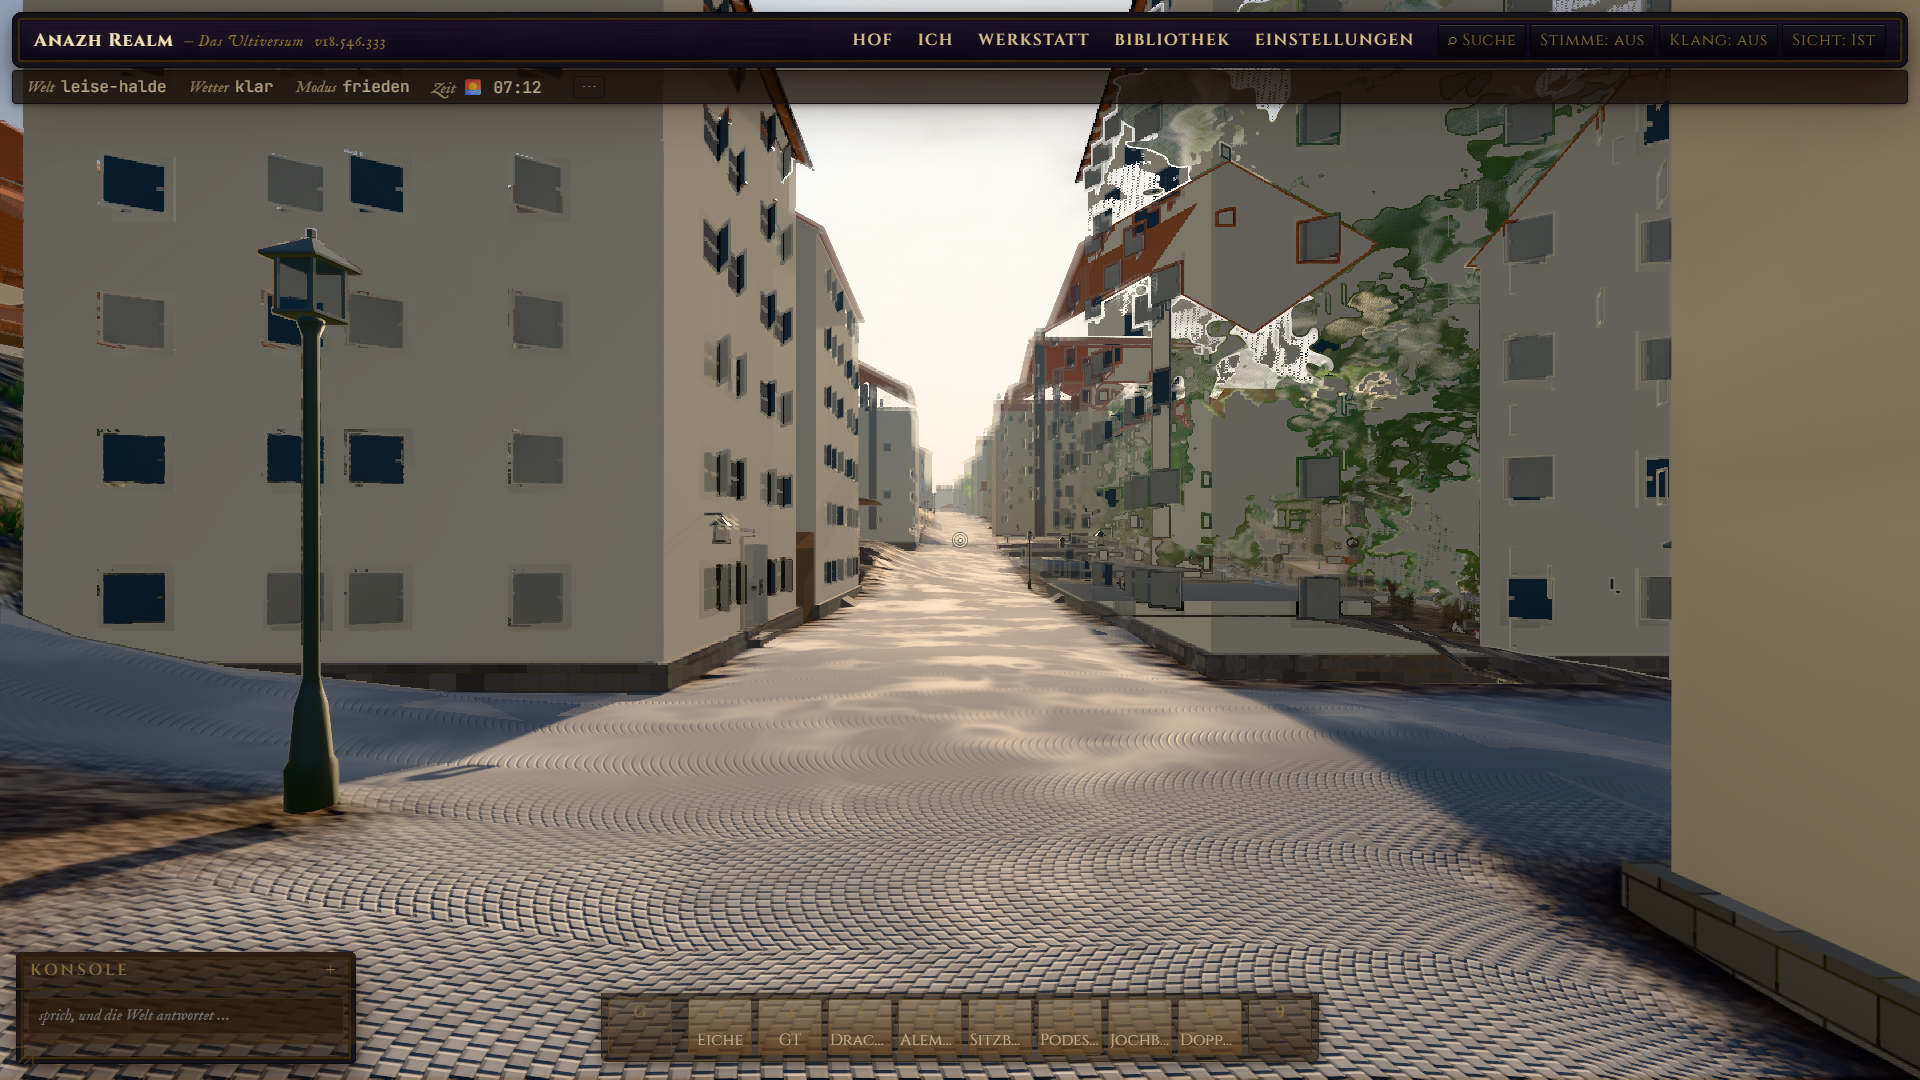 Anazh Realm – Das Ultiversum v18.546.333
HOF ICH WERKSTATT BIBLIOTHEK EINSTELLUNGEN SUCHE STIMME: AUS KLANG: AUS SICHT: IST
Welt leise-halde Wetter klar Modus frieden Zeit 07:12 ...
KONSOLE +
sprich, und die Welt antwortet ...
EICHE GT DRAC... ALEM... SITZB... PODES... JOCHB... DOPP...